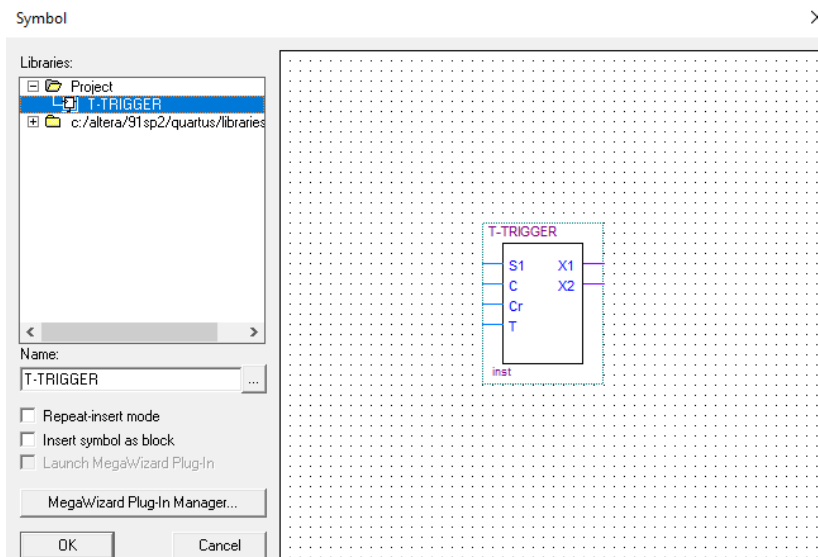 Symbol
Libraries:
Project
T-TRIGGER
c:/altera/91sp2/quartus/libraries
Name:
T-TRIGGER
...
Repeat-insert mode
Insert symbol as block
Launch MegaWizard Plug-In
MegaWizard Plug-In Manager...
OK Cancel
T-TRIGGER
S1 X1
C X2
Cr
T
inst